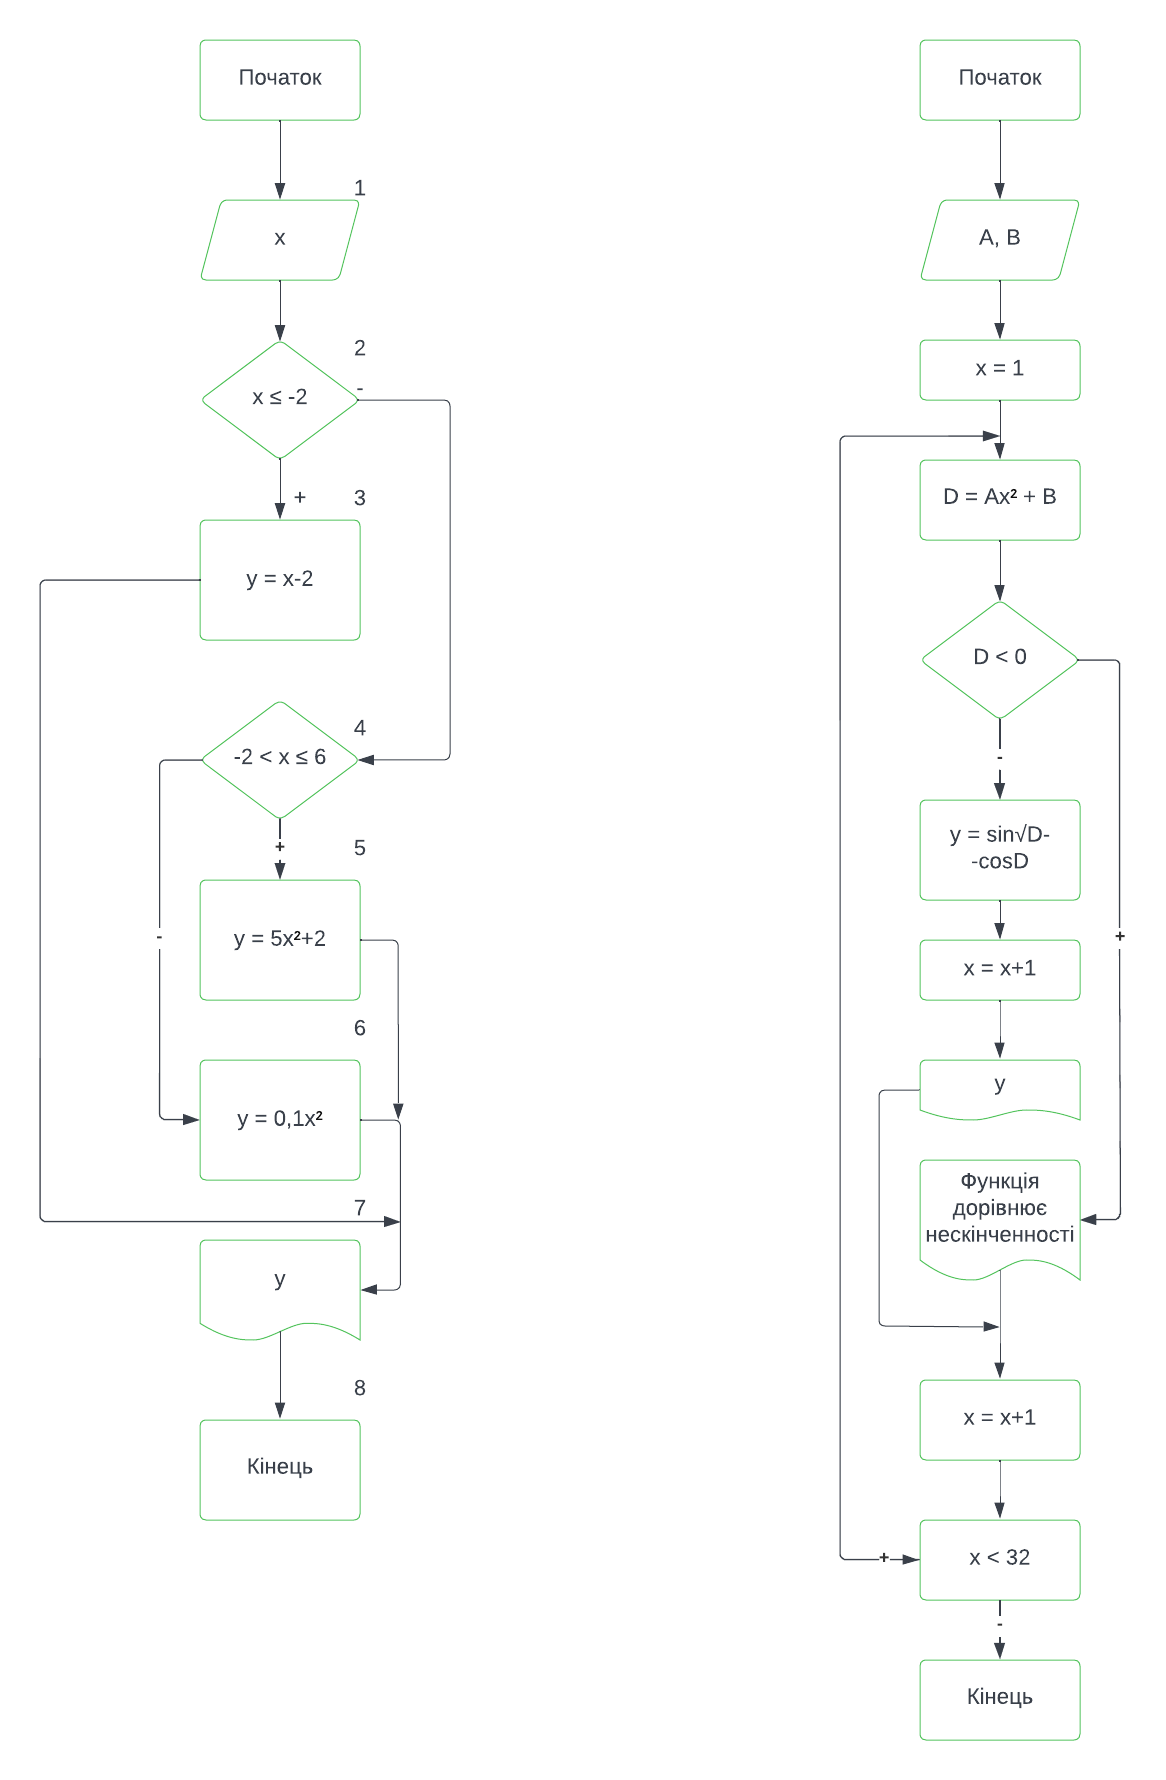 Початок
1
x
2
x ≤ -2
-
+
3
y = x-2
4
-2 < x ≤ 6
+
5
-
y = 5x²+2
6
y = 0,1x²
7
y
8
Кінець
Початок
A, B
x = 1
D = Ax² + B
D < 0
-
y = sin√D-
-cosD
+
x = x+1
y
Функція
дорівнює
нескінченності
x = x+1
+
x < 32
-
Кінець